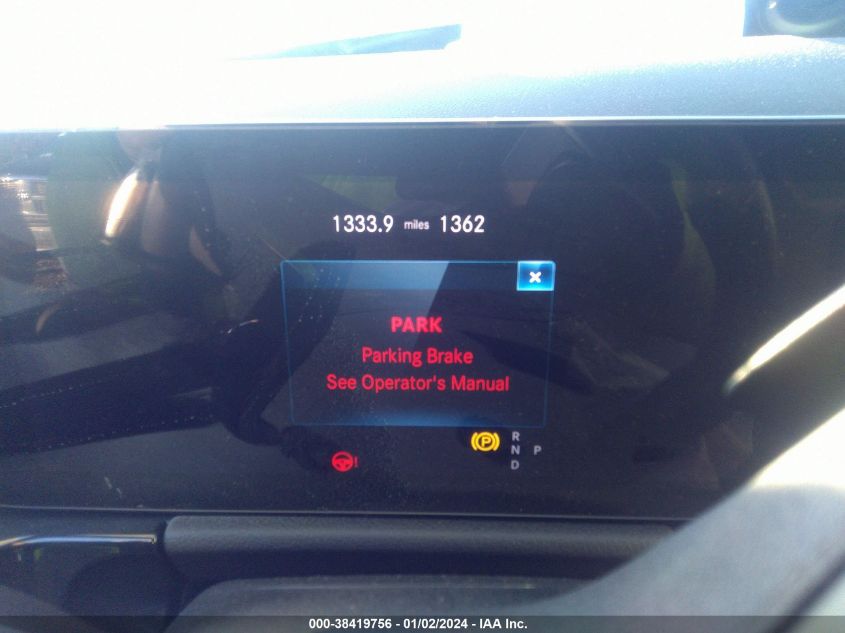 1333.9 miles 1362
PARK
Parking Brake
See Operator's Manual
P R
N P
D
000-38419756 - 01/02/2024 - IAA Inc.